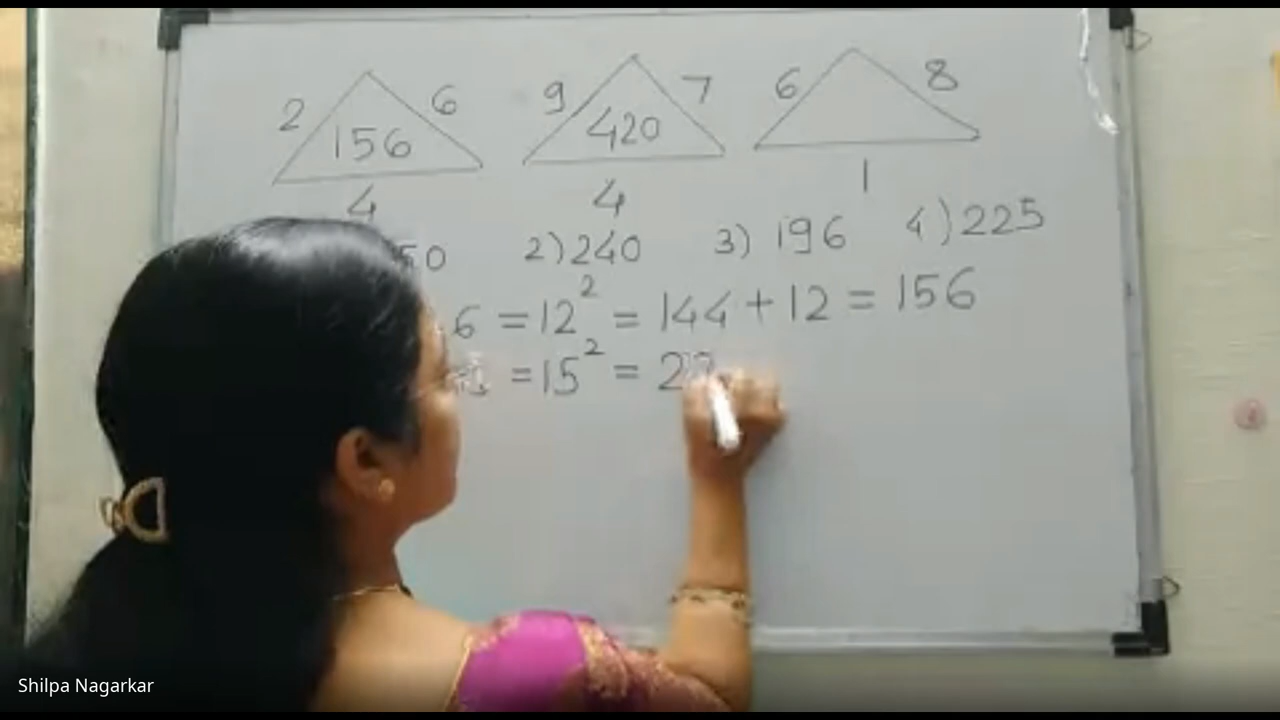 2 6 9 7 6 8
156 420
4 4 1
50 2) 240 3) 196 4) 225
6 = 12² = 144 + 12 = 156
= 15² = 22
Shilpa Nagarkar